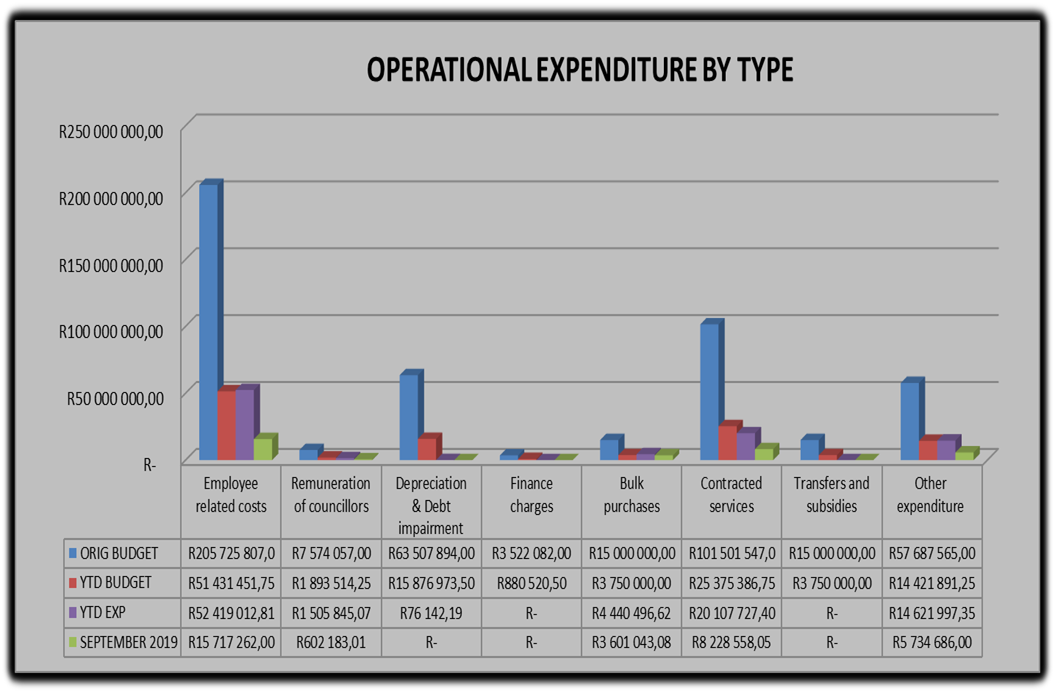 OPERATIONAL EXPENDITURE BY TYPE
R250 000 000,00
R200 000 000,00
R150 000 000,00
R100 000 000,00
R50 000 000,00
R-
Employee related costs
Remuneration of councillors
Depreciation & Debt impairment
Finance charges
Bulk purchases
Contracted services
Transfers and subsidies
Other expenditure
ORIG BUDGET R205 725 807,0 R7 574 057,00 R63 507 894,00 R3 522 082,00 R15 000 000,00 R101 501 547,0 R15 000 000,00 R57 687 565,00
YTD BUDGET R51 431 451,75 R1 893 514,25 R15 876 973,50 R880 520,50 R3 750 000,00 R25 375 386,75 R3 750 000,00 R14 421 891,25
YTD EXP R52 419 012,81 R1 505 845,07 R76 142,19 R- R4 440 496,62 R20 107 727,40 R- R14 621 997,35
SEPTEMBER 2019 R15 717 262,00 R602 183,01 R- R- R3 601 043,08 R8 228 558,05 R- R5 734 686,00